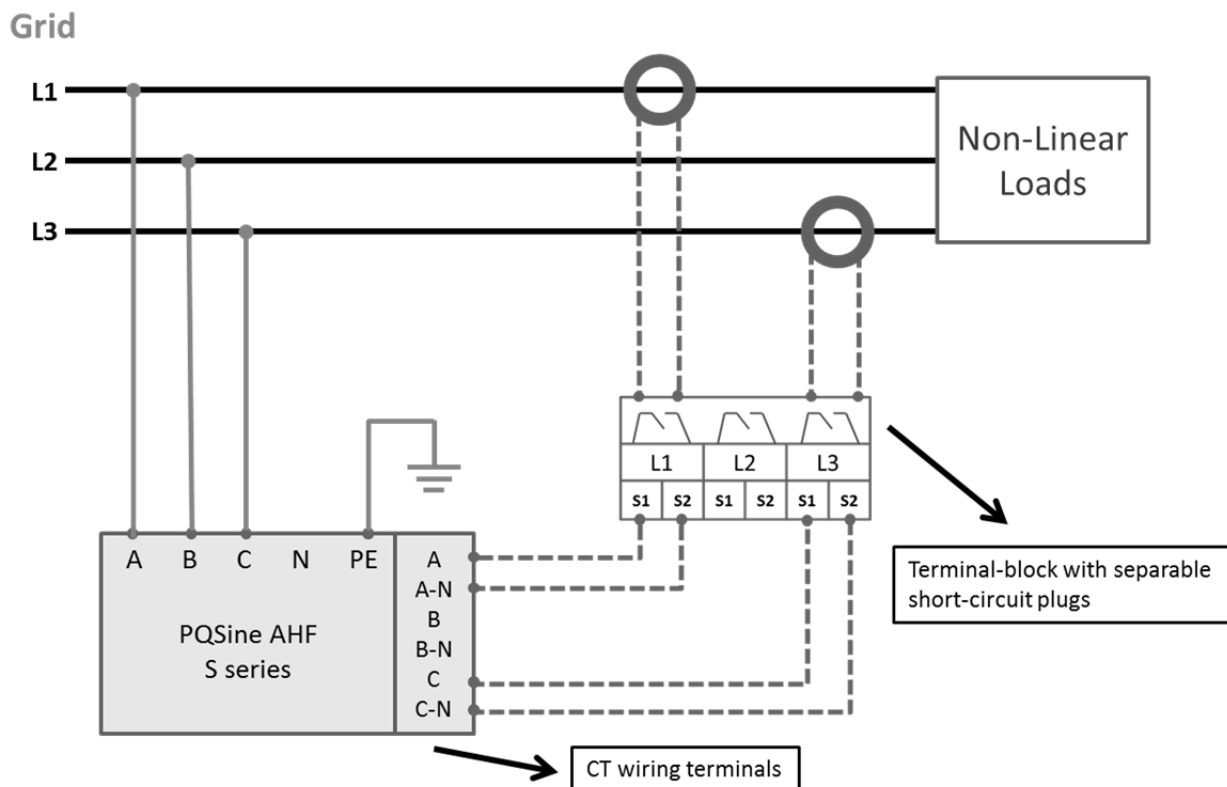 Grid
L1
L2
L3
Non-Linear
Loads
L1 L2 L3
S1 S2 S1 S2 S1 S2
Terminal-block with separable
short-circuit plugs
A B C N PE
PQSine AHF
S series
A
A-N
B
B-N
C
C-N
CT wiring terminals